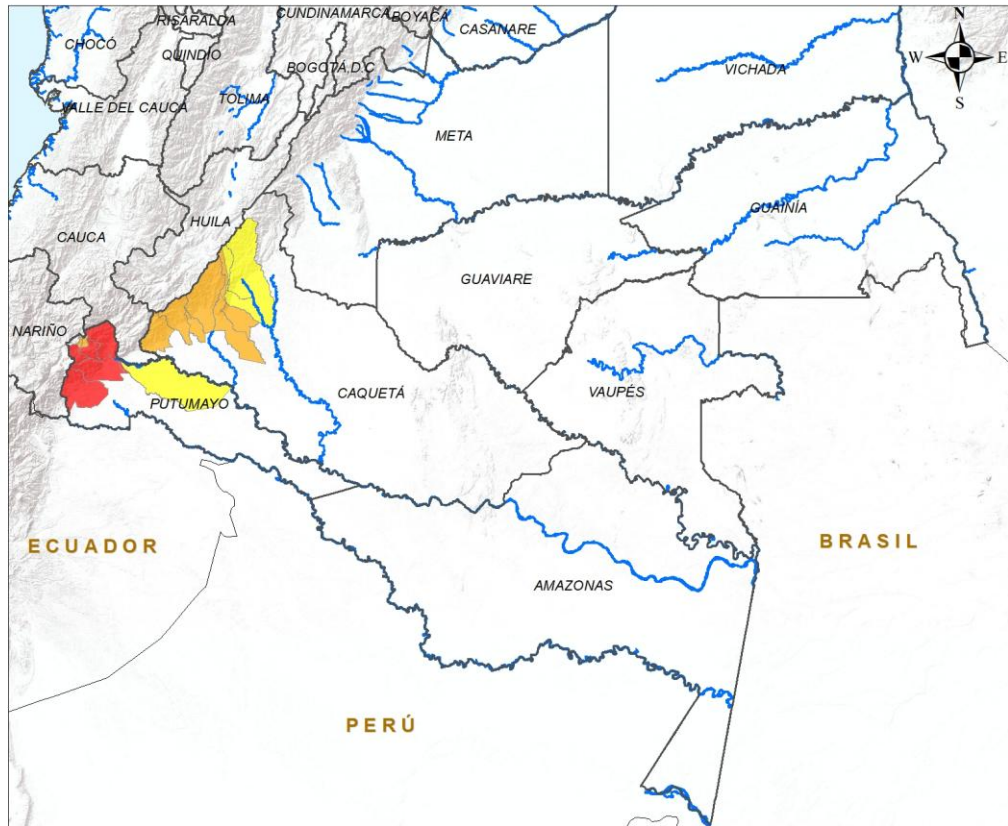 CUNDINAMARCA
BOYACÁ
RISARALDA
CASANARE
CHOCÓ
QUINDÍO
BOGOTÁ D.C
VICHADA
TOLIMA
VALLE DEL CAUCA
META
GUAINÍA
HUILA
CAUCA
GUAVIARE
NARIÑO
CAQUETÁ
VAUPÉS
PUTUMAYO
ECUADOR
BRASIL
AMAZONAS
PERÚ
N
W
E
S